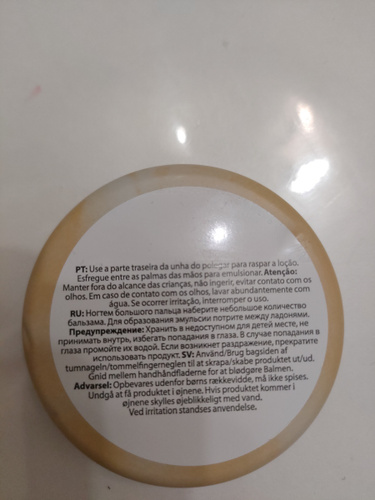 PT: Use a parte traseira da unha do polegar para raspar a loção.
Esfregue entre as palmas das mãos para emulsionar. Atenção:
Manter fora do alcance das crianças, não ingerir, evitar contato com os
olhos. Em caso de contato com os olhos, lavar abundantemente com
água. Se ocorrer irritação, interromper o uso.
RU: Ногтем большого пальца наберите небольшое количество
бальзама. Для образования эмульсии потрите между ладонями.
Предупреждение: Хранить в недоступном для детей месте, не
принимать внутрь, избегать попадания в глаза. В случае попадания в
глаза промойте их водой. Если возникнет раздражение, прекратите
использовать продукт. SV: Använd/Brug bagsiden af
tumnageln/tommelfingerneglen til at skrapa/skabe produktet ut/ud.
Gnid mellem handhåndfladerne for at blødgøre Balmen.
Advarsel: Opbevares udenfor børns rækkevidde, må ikke spises.
Undgå at få produktet i øjnene. Hvis produktet kommer i
øjnene skylles øjeblikkeligt med vand.
Ved irritation standses anvendelse.